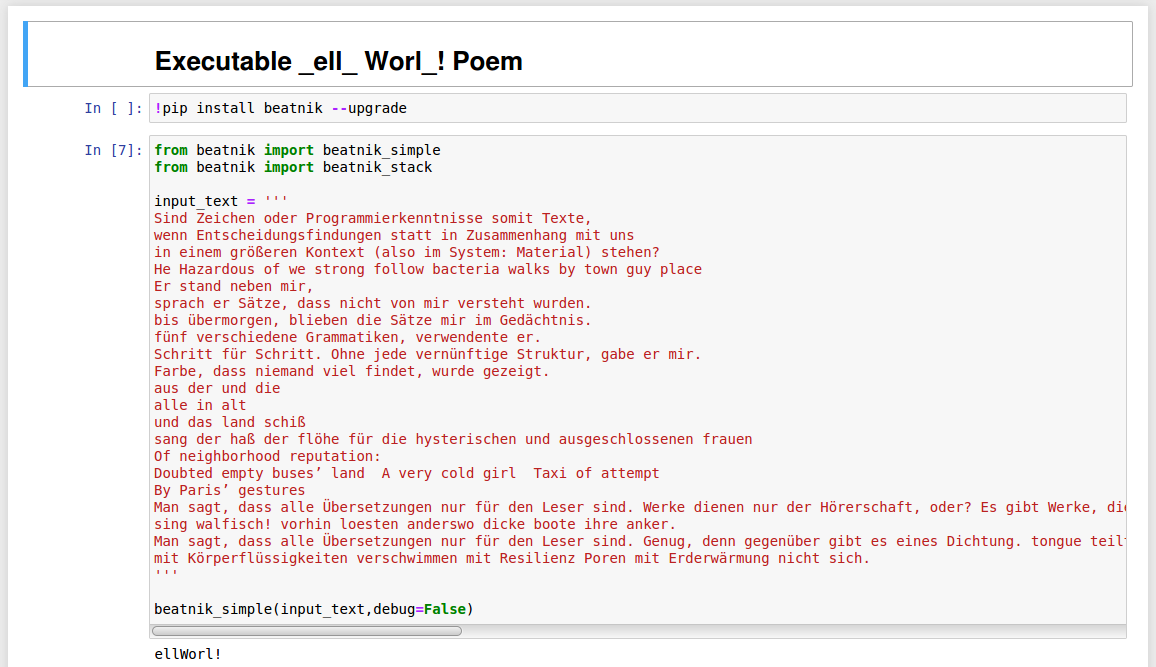 Executable _ell_ Worl_! Poem
In [ ]: !pip install beatnik --upgrade
In [7]: from beatnik import beatnik_simple
from beatnik import beatnik_stack
input_text = '''
Sind Zeichen oder Programmierkenntnisse somit Texte,
wenn Entscheidungsfindungen statt in Zusammenhang mit uns
in einem größeren Kontext (also im System: Material) stehen?
He Hazardous of we strong follow bacteria walks by town guy place
Er stand neben mir,
sprach er Sätze, dass nicht von mir versteht wurden.
bis übermorgen, blieben die Sätze mir im Gedächtnis.
fünf verschiedene Grammatiken, verwendente er.
Schritt für Schritt. Ohne jede vernünftige Struktur, gabe er mir.
Farbe, dass niemand viel findet, wurde gezeigt.
aus der und die
alle in alt
und das land schiß
sang der haß der flöhe für die hysterischen und ausgeschlossenen frauen
Of neighborhood reputation:
Doubted empty buses’ land  A very cold girl  Taxi of attempt
By Paris’ gestures
Man sagt, dass alle Übersetzungen nur für den Leser sind. Werke dienen nur der Hörerschaft, oder? Es gibt Werke,
sing walfisch! vorhin loesten anderswo dicke boote ihre anker.
Man sagt, dass alle Übersetzungen nur für den Leser sind. Genug, denn gegenüber gibt es eines Dichtung. tongue
mit Körperflüssigkeiten verschwimmen mit Resilienz Poren mit Erderwärmung nicht sich.
'''
beatnik_simple(input_text,debug=False)
ellWorl!